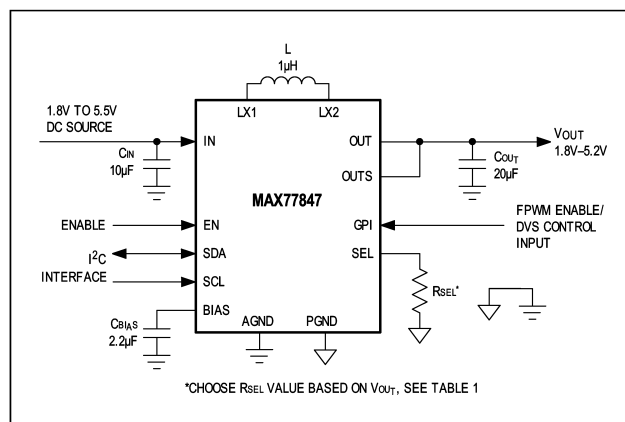 L
1µH
LX1 LX2
1.8V TO 5.5V
DC SOURCE
IN
CIN
10µF
OUT
OUTS
VOUT
1.8V–5.2V
COUT
20µF
MAX77847
ENABLE
EN
I2C
INTERFACE
SDA
SCL
GPI
FPWM ENABLE/
DVS CONTROL
INPUT
SEL
RSEL*
BIAS
CBIAS
2.2µF
AGND PGND
*CHOOSE RSEL VALUE BASED ON VOUT, SEE TABLE 1